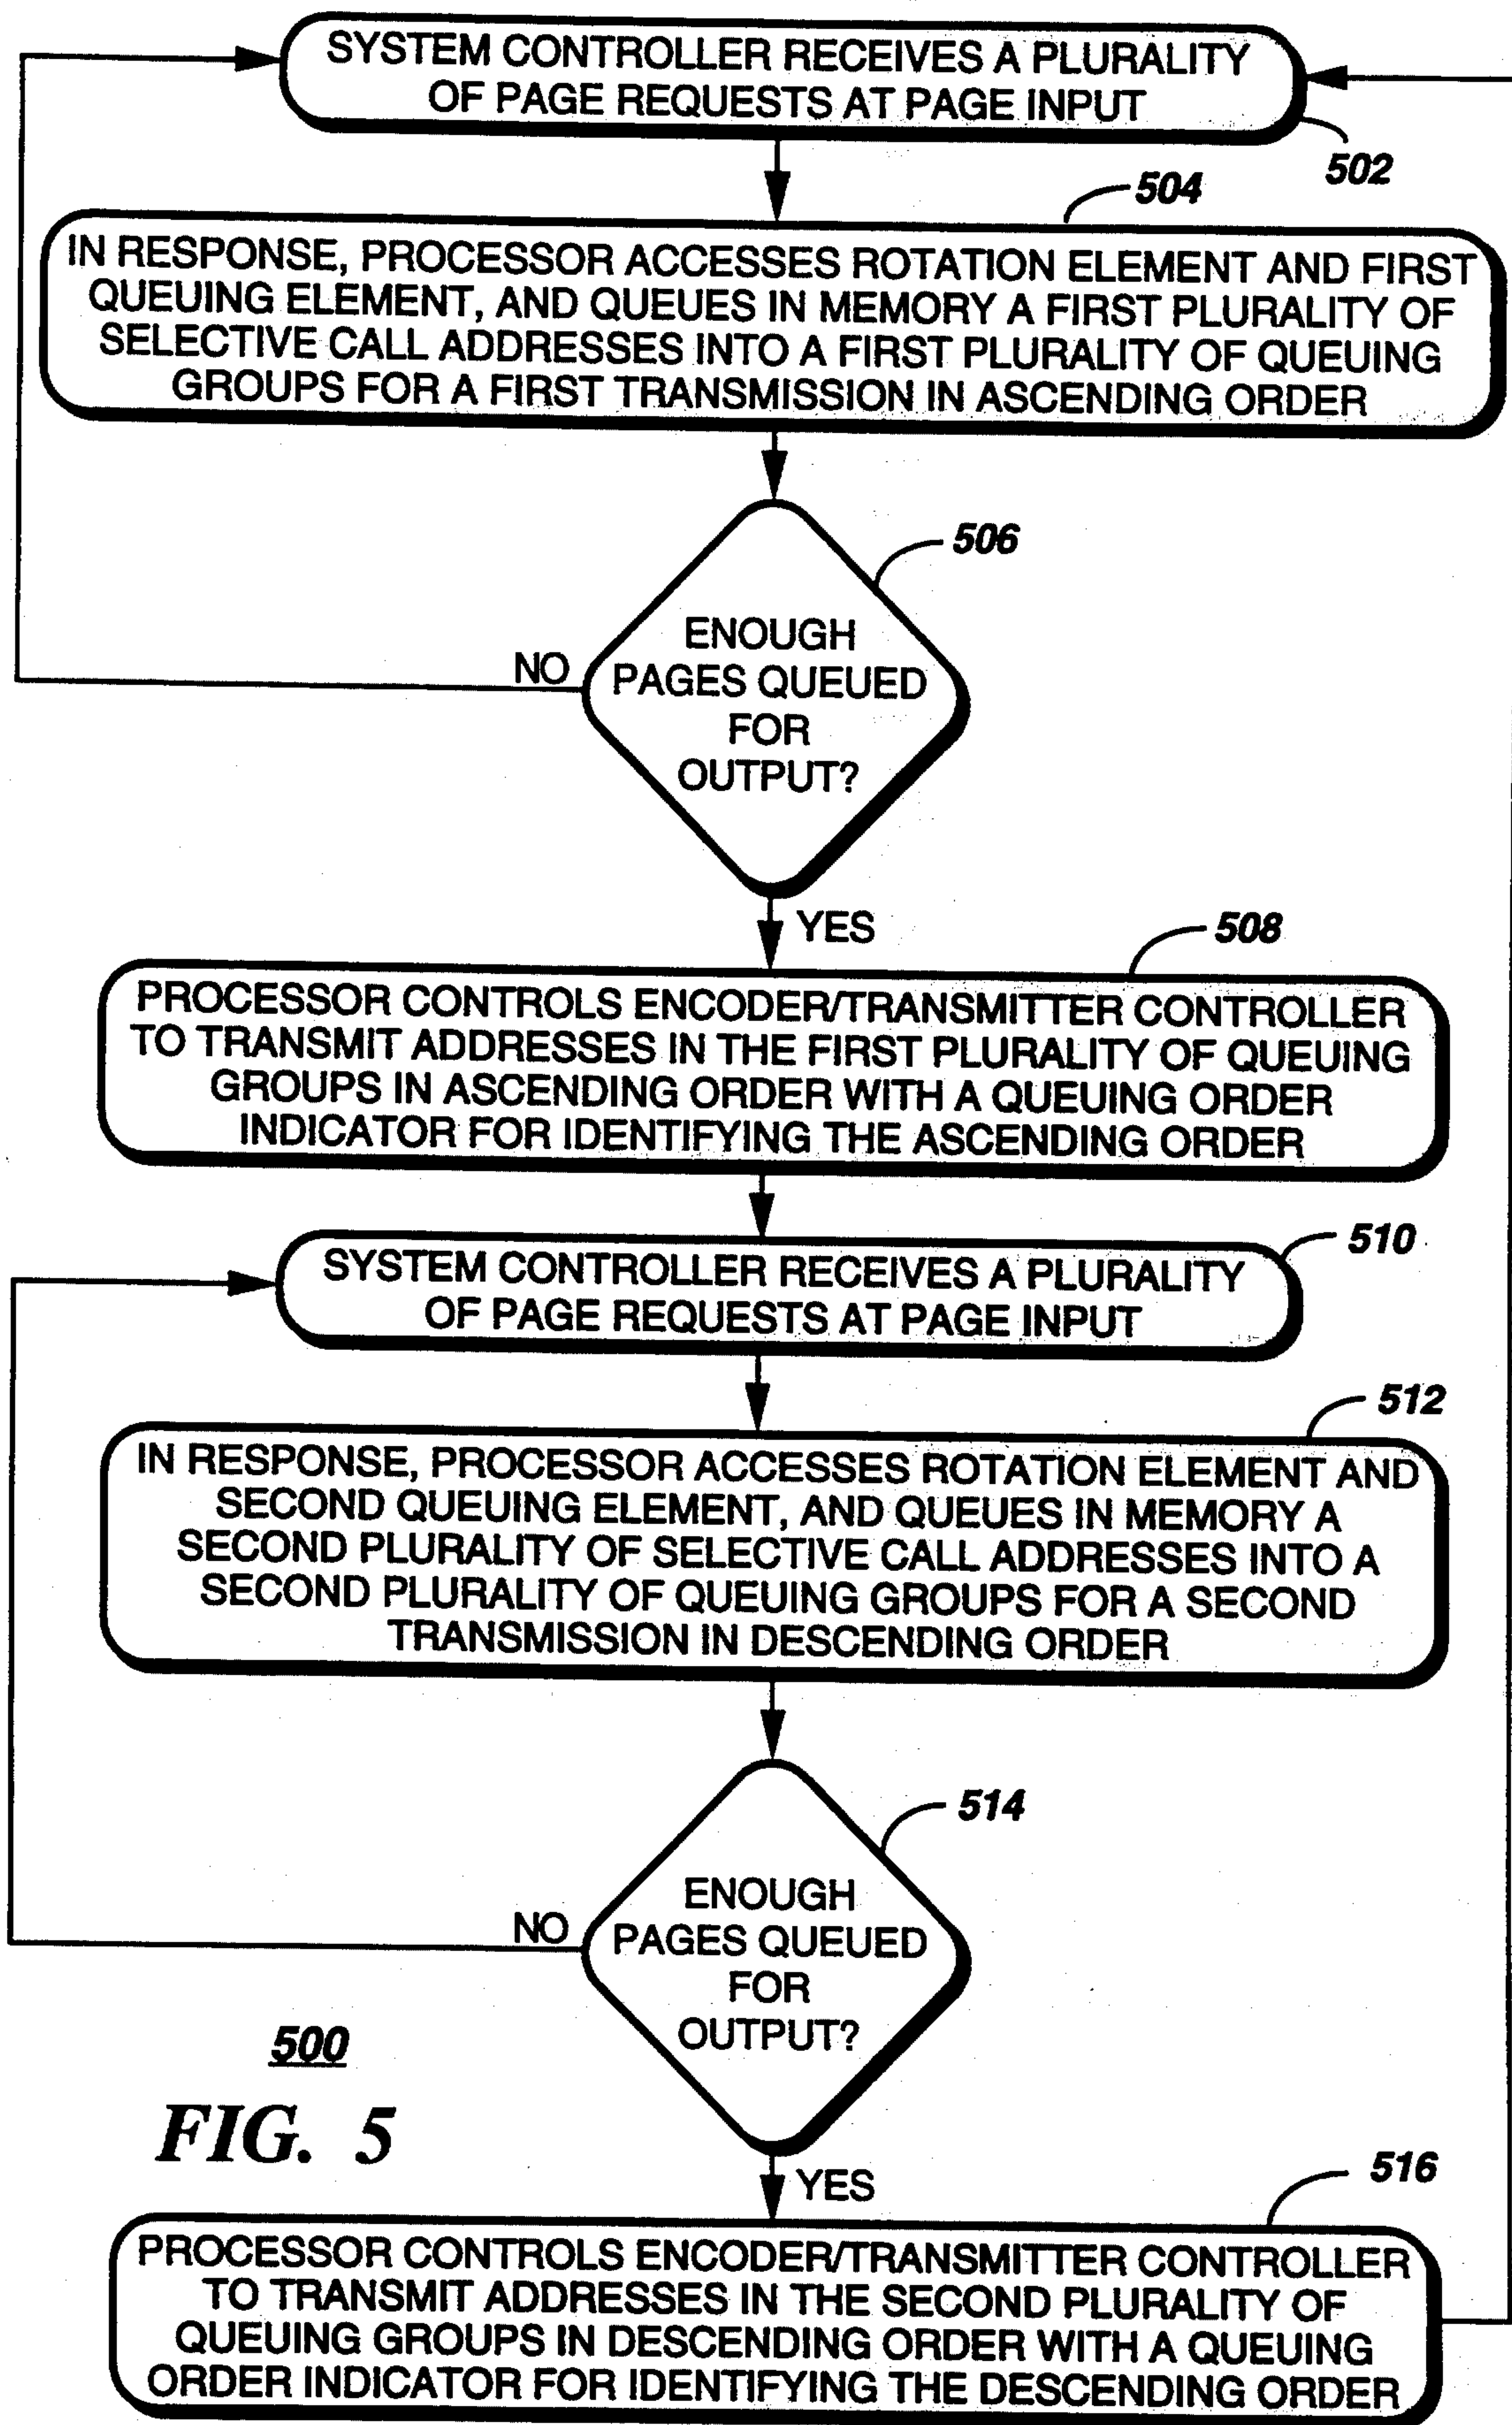 SYSTEM CONTROLLER RECEIVES A PLURALITY
OF PAGE REQUESTS AT PAGE INPUT
502
504
IN RESPONSE, PROCESSOR ACCESSES ROTATION ELEMENT AND FIRST
QUEUING ELEMENT, AND QUEUES IN MEMORY A FIRST PLURALITY OF
SELECTIVE CALL ADDRESSES INTO A FIRST PLURALITY OF QUEUING
GROUPS FOR A FIRST TRANSMISSION IN ASCENDING ORDER
506
ENOUGH
PAGES QUEUED
FOR
OUTPUT?
NO
YES
508
PROCESSOR CONTROLS ENCODER/TRANSMITTER CONTROLLER
TO TRANSMIT ADDRESSES IN THE FIRST PLURALITY OF QUEUING
GROUPS IN ASCENDING ORDER WITH A QUEUING ORDER
INDICATOR FOR IDENTIFYING THE ASCENDING ORDER
510
SYSTEM CONTROLLER RECEIVES A PLURALITY
OF PAGE REQUESTS AT PAGE INPUT
512
IN RESPONSE, PROCESSOR ACCESSES ROTATION ELEMENT AND
SECOND QUEUING ELEMENT, AND QUEUES IN MEMORY A
SECOND PLURALITY OF SELECTIVE CALL ADDRESSES INTO A
SECOND PLURALITY OF QUEUING GROUPS FOR A SECOND
TRANSMISSION IN DESCENDING ORDER
514
ENOUGH
PAGES QUEUED
FOR
OUTPUT?
NO
YES
500
FIG. 5
516
PROCESSOR CONTROLS ENCODER/TRANSMITTER CONTROLLER
TO TRANSMIT ADDRESSES IN THE SECOND PLURALITY OF
QUEUING GROUPS IN DESCENDING ORDER WITH A QUEUING
ORDER INDICATOR FOR IDENTIFYING THE DESCENDING ORDER